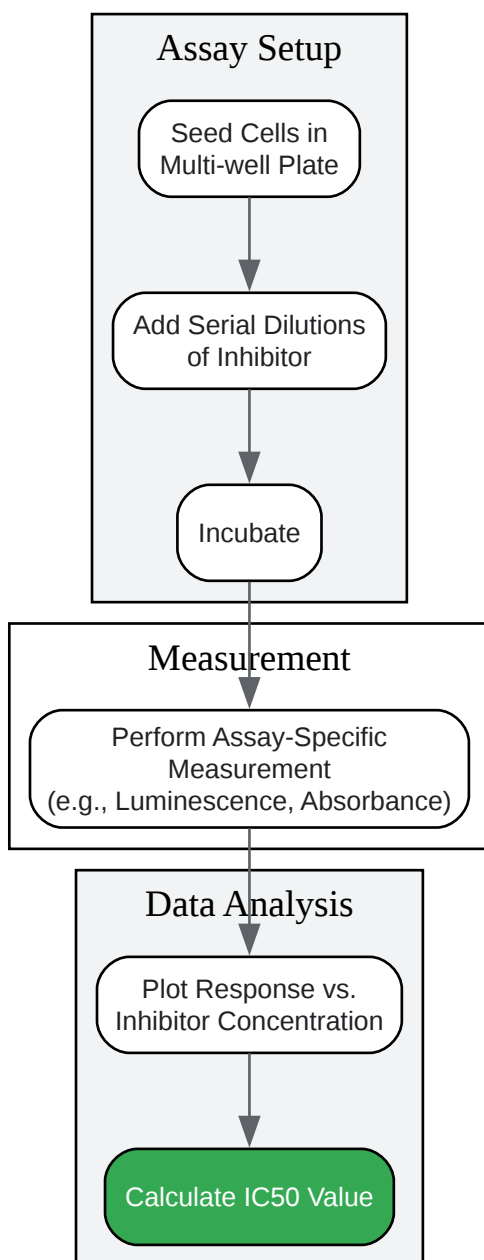 Assay Setup
Seed Cells in
Multi-well Plate
Add Serial Dilutions
of Inhibitor
Incubate
Measurement
Perform Assay-Specific
Measurement
(e.g., Luminescence, Absorbance)
Data Analysis
Plot Response vs.
Inhibitor Concentration
Calculate IC50 Value